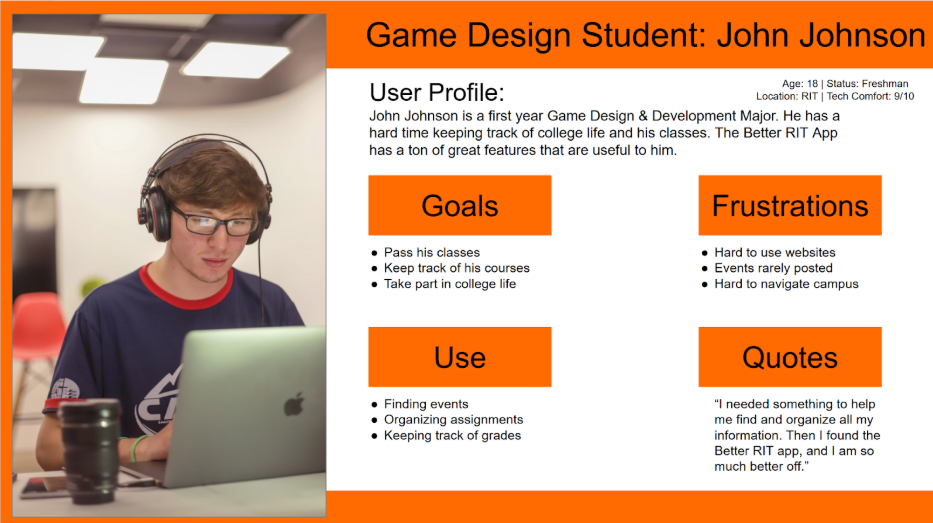 Game Design Student: John Johnson
Age: 18 | Status: Freshman
Location: RIT | Tech Comfort: 9/10
User Profile:
John Johnson is a first year Game Design & Development Major. He has a
hard time keeping track of college life and his classes. The Better RIT App
has a ton of great features that are useful to him.
Goals
● Pass his classes
● Keep track of his courses
● Take part in college life
Frustrations
● Hard to use websites
● Events rarely posted
● Hard to navigate campus
Use
● Finding events
● Organizing assignments
● Keeping track of grades
Quotes
“I needed something to help
me find and organize all my
information. Then I found the
Better RIT app, and I am so
much better off.”